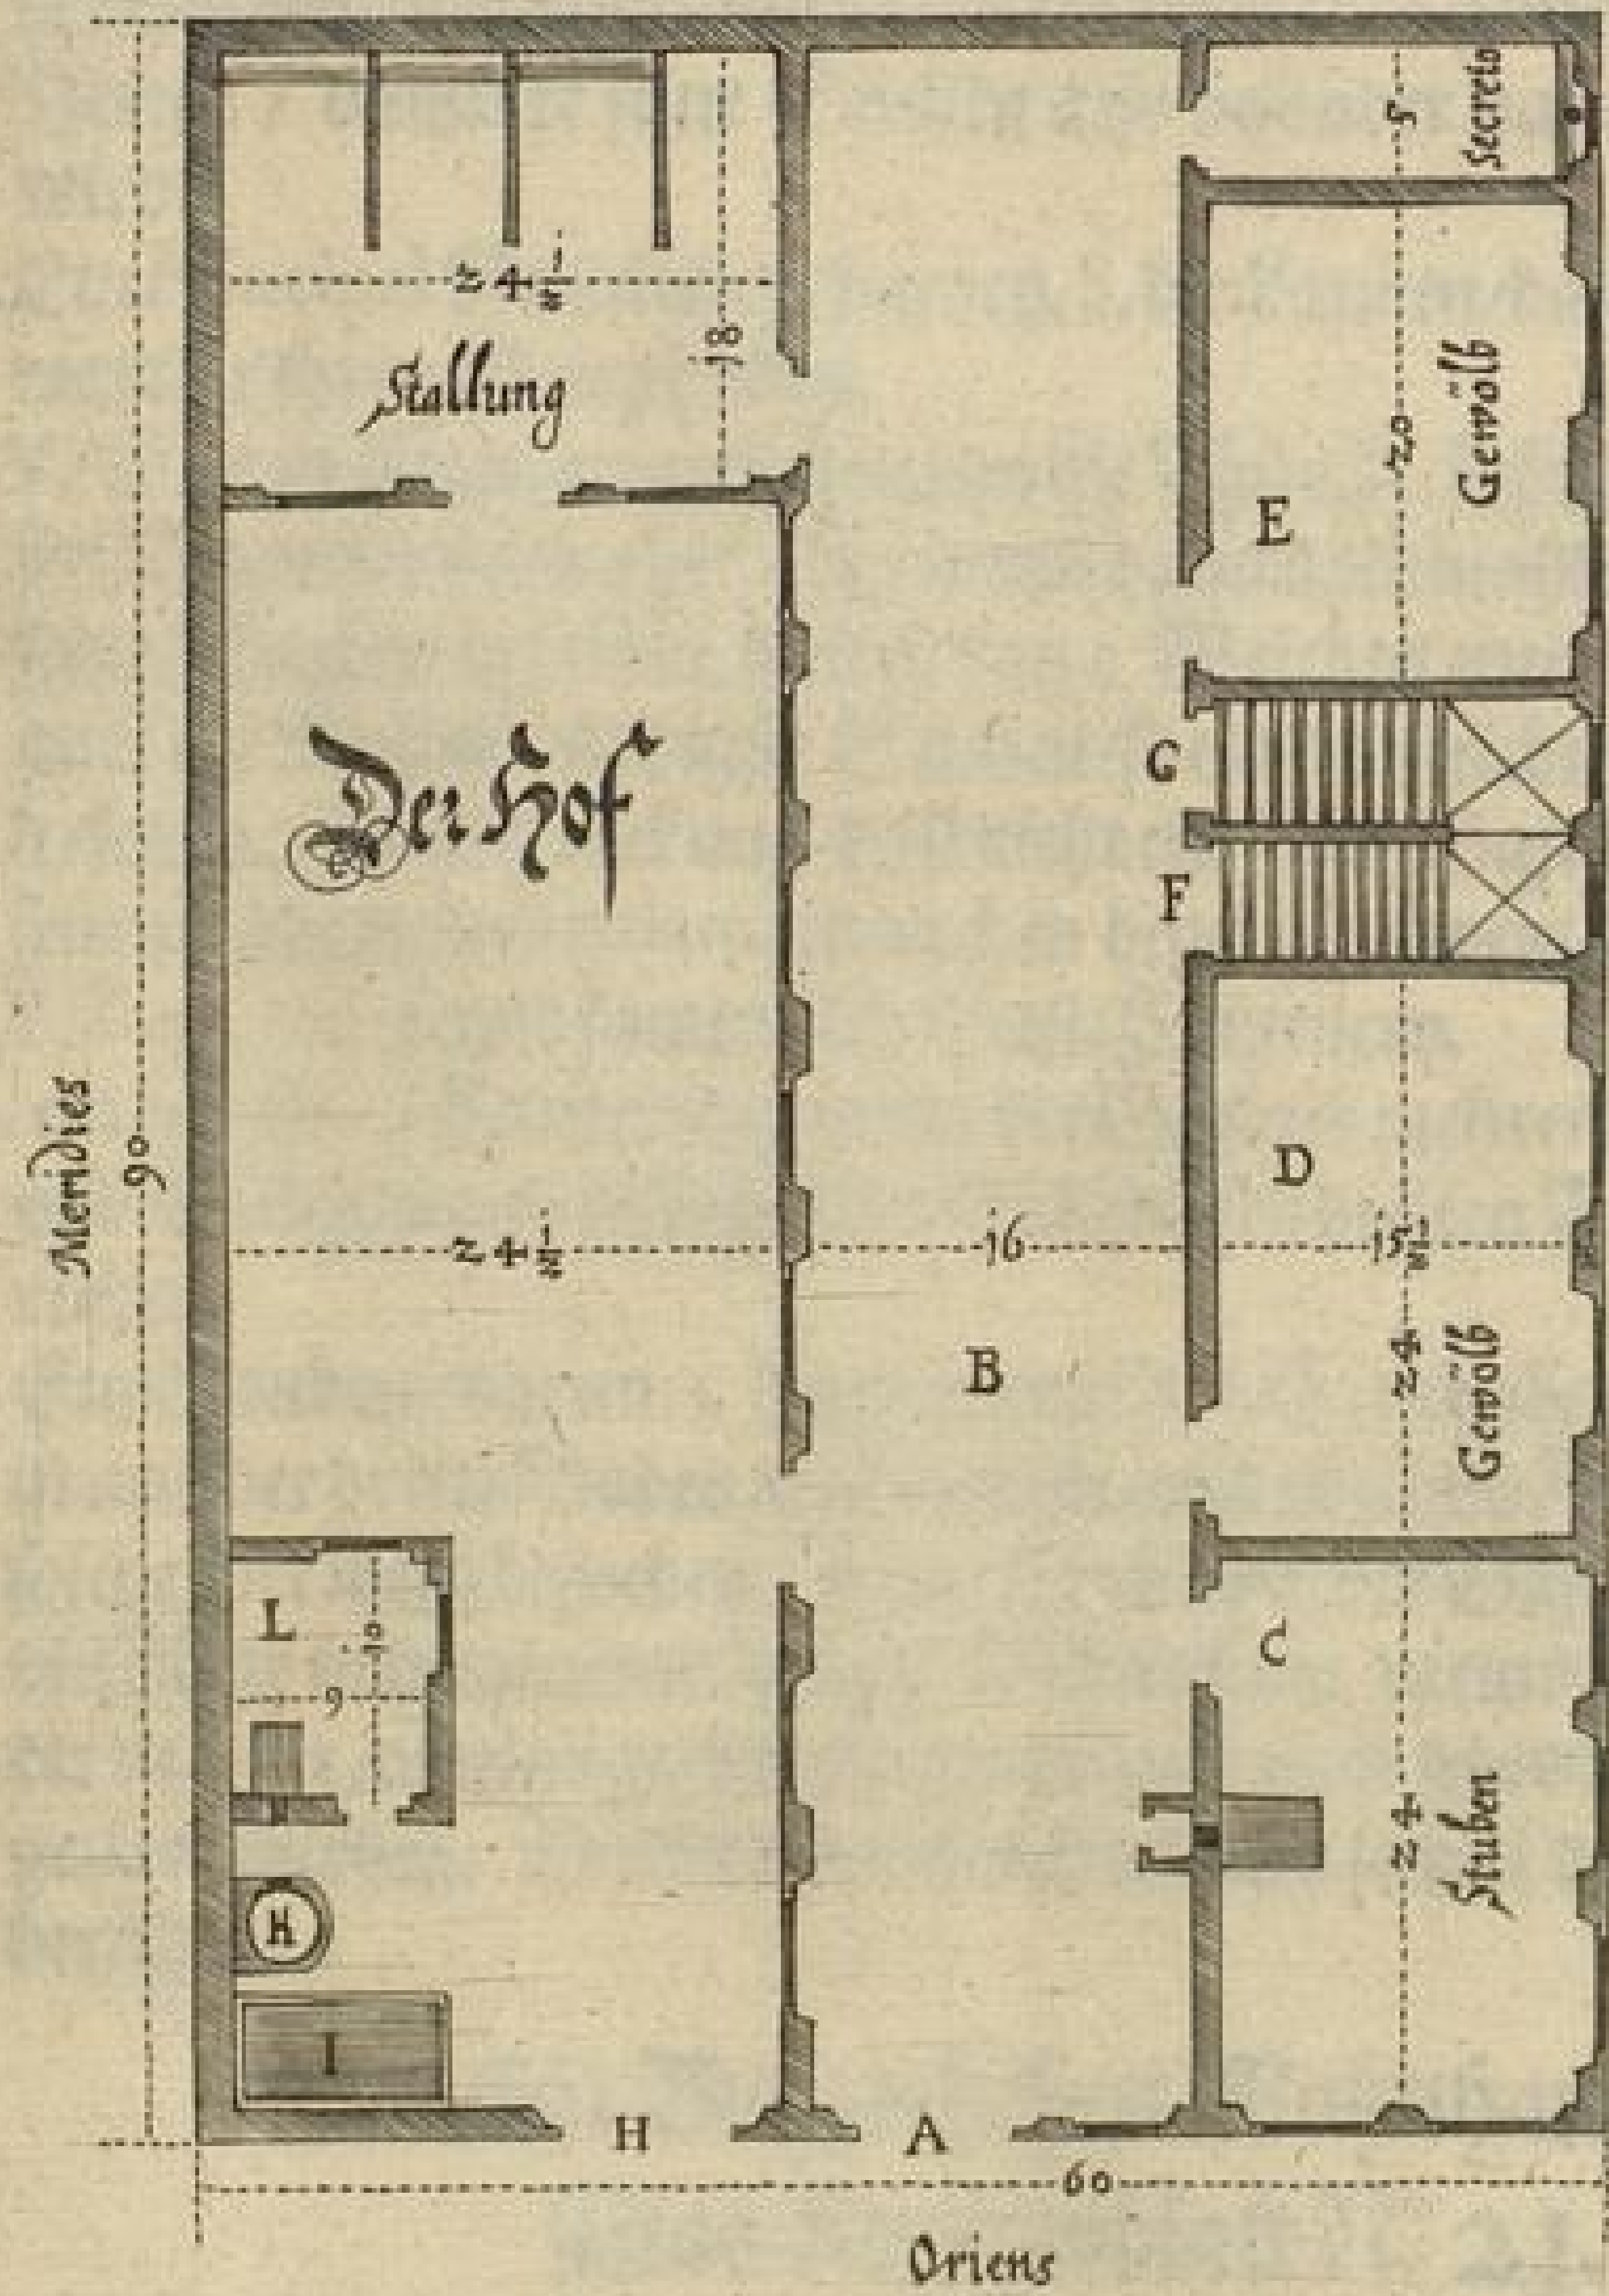 secreto
5
24½
18
Stallung
20
Gewölb
E
G
Der Hof
F
D
Meridies
90
24½
16
15½
B
24
Gewölb
L
10
9
C
24
Stuben
K
I
H
A
60
Oriens